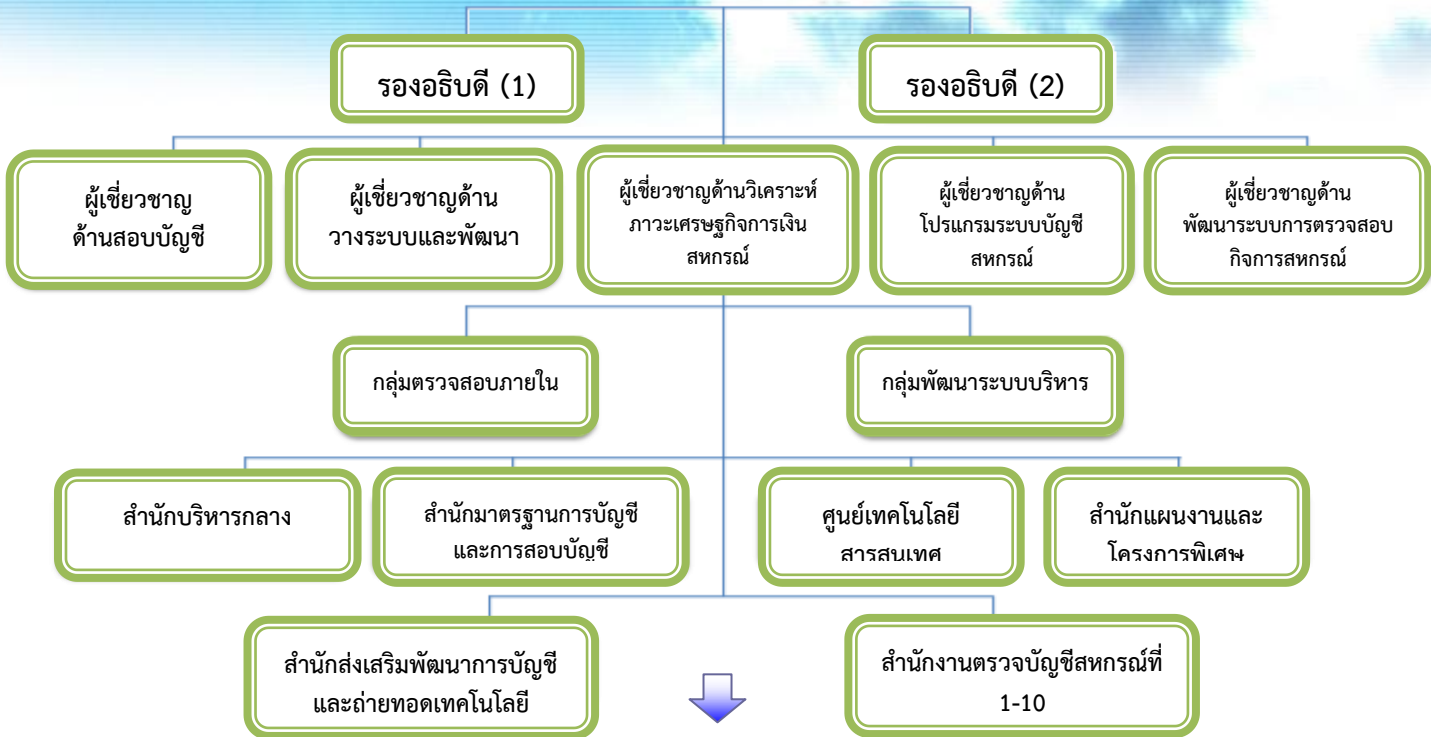 รองอธิบดี (1)
รองอธิบดี (2)
ผู้เชี่ยวชาญ
ด้านสอบบัญชี
ผู้เชี่ยวชาญด้าน
วางระบบและพัฒนา
ผู้เชี่ยวชาญด้านวิเคราะห์
ภาวะเศรษฐกิจการเงิน
สหกรณ์
ผู้เชี่ยวชาญด้าน
โปรแกรมระบบบัญชี
สหกรณ์
ผู้เชี่ยวชาญด้าน
พัฒนาระบบการตรวจสอบ
กิจการสหกรณ์
กลุ่มตรวจสอบภายใน
กลุ่มพัฒนาระบบบริหาร
สำนักบริหารกลาง
สำนักมาตรฐานการบัญชี
และการสอบบัญชี
ศูนย์เทคโนโลยี
สารสนเทศ
สำนักแผนงานและ
โครงการพิเศษ
สำนักส่งเสริมพัฒนาการบัญชี
และถ่ายทอดเทคโนโลยี
สำนักงานตรวจบัญชีสหกรณ์ที่
1-10